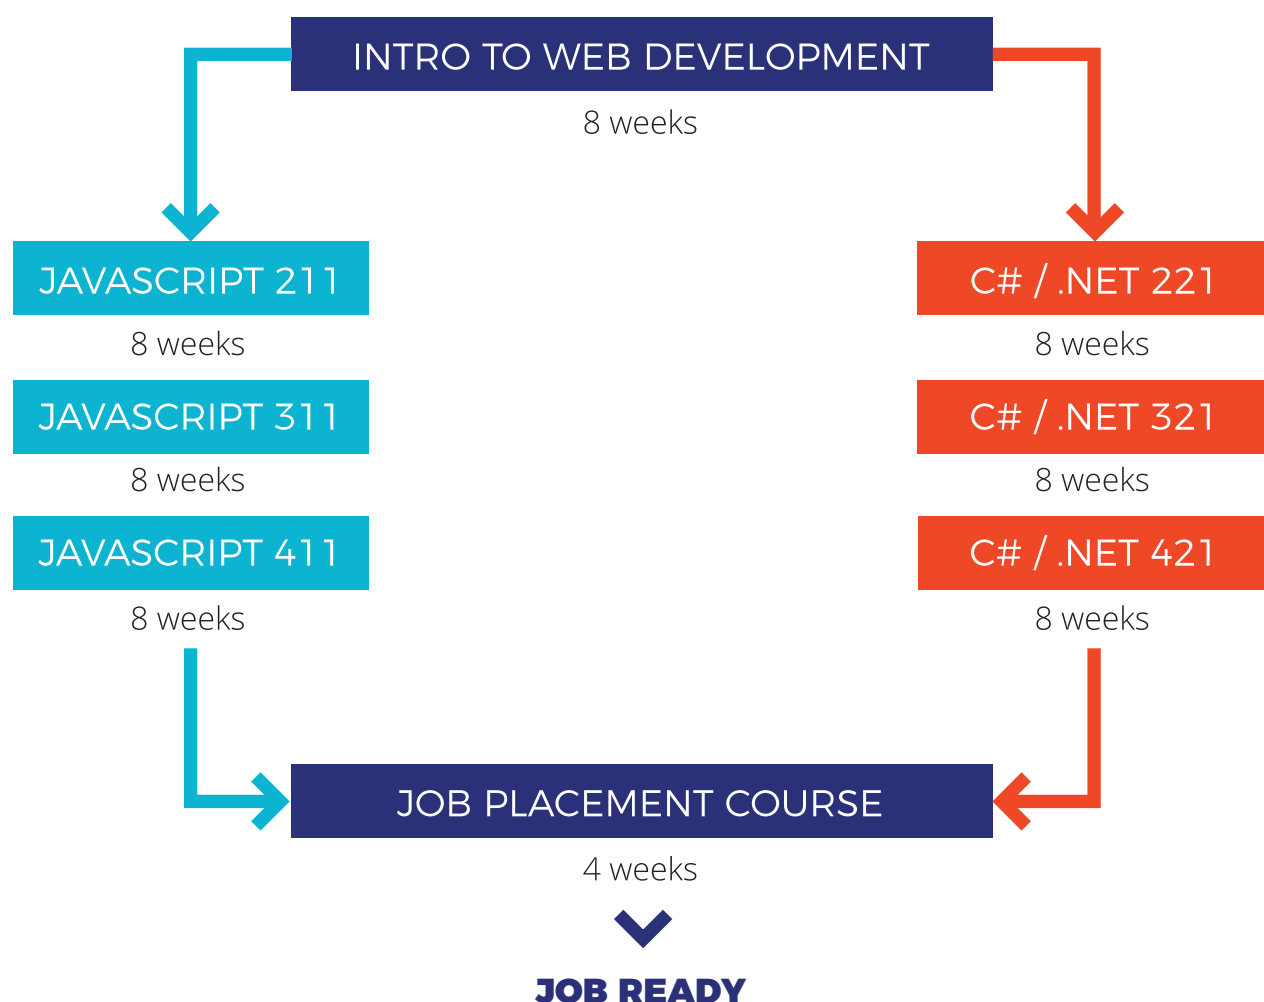 INTRO TO WEB DEVELOPMENT
8 weeks
JAVASCRIPT 211
8 weeks
JAVASCRIPT 311
8 weeks
JAVASCRIPT 411
8 weeks
C# / .NET 221
8 weeks
C# / .NET 321
8 weeks
C# / .NET 421
8 weeks
JOB PLACEMENT COURSE
4 weeks
JOB READY